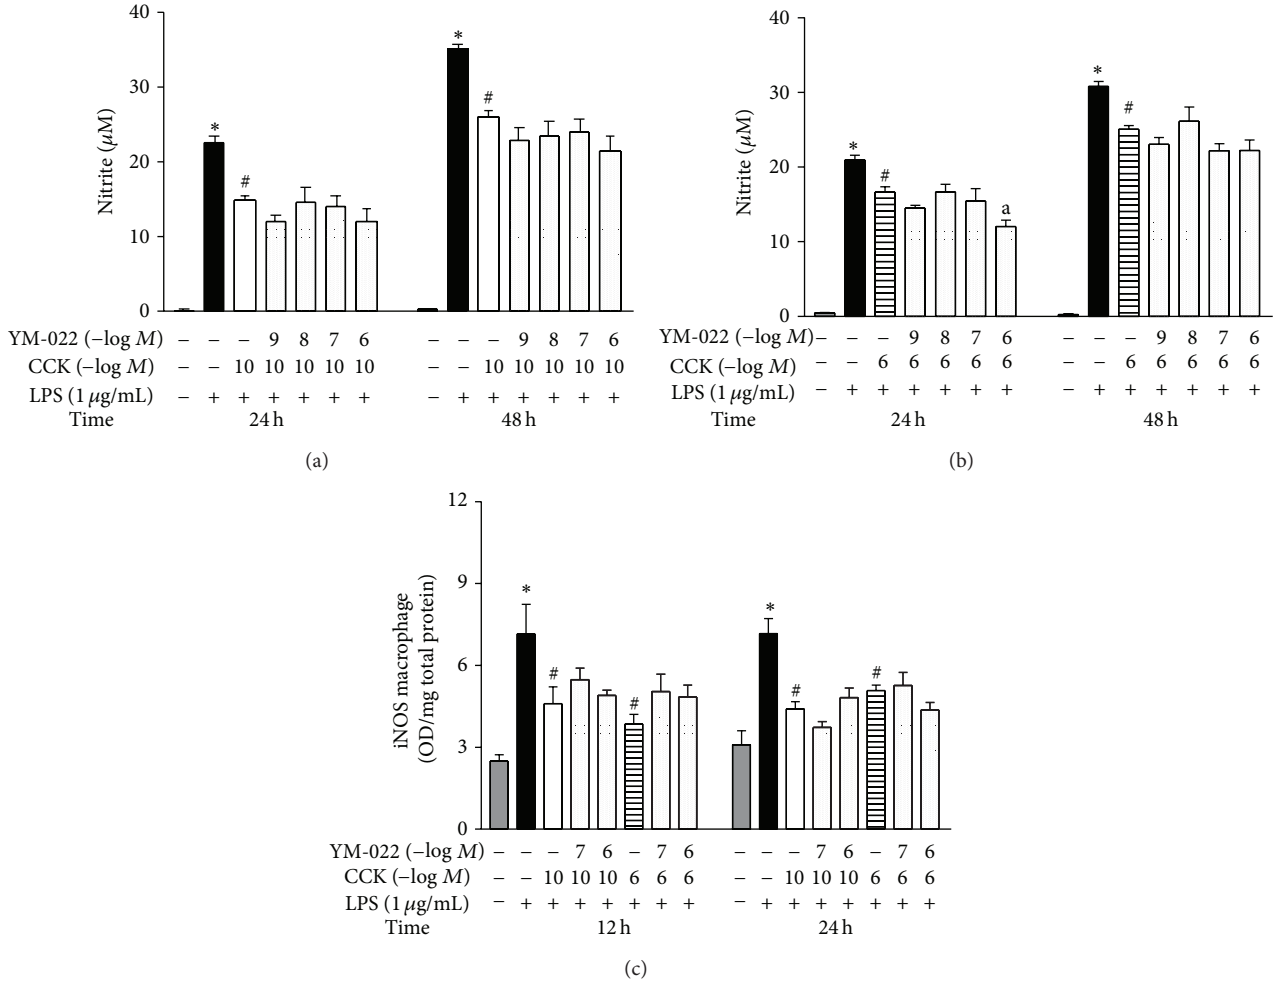 40
30
20
10
0
Nitrite (μM)
* # * #
YM-022 (−log M) − − − 9 8 7 6 − − − 9 8 7 6
CCK (−log M) − − 10 10 10 10 10 − − 10 10 10 10 10
LPS (1 μg/mL) − + + + + + + − + + + + + +
Time 24 h 48 h
(a)
40
30
20
10
0
Nitrite (μM)
* # a * #
YM-022 (−log M) − − − 9 8 7 6 − − − 9 8 7 6
CCK (−log M) − − 6 6 6 6 6 − − 6 6 6 6 6
LPS (1 μg/mL) − + + + + + + − + + + + + +
Time 24 h 48 h
(b)
12
9
6
3
0
iNOS macrophage
(OD/mg total protein)
* # # * # #
YM-022 (−log M) − − − 7 6 − 7 6 − − − 7 6 − 7 6
CCK (−log M) − − 10 10 10 6 6 6 − − 10 10 10 6 6 6
LPS (1 μg/mL) − + + + + + + + − + + + + + + +
Time 12 h 24 h
(c)